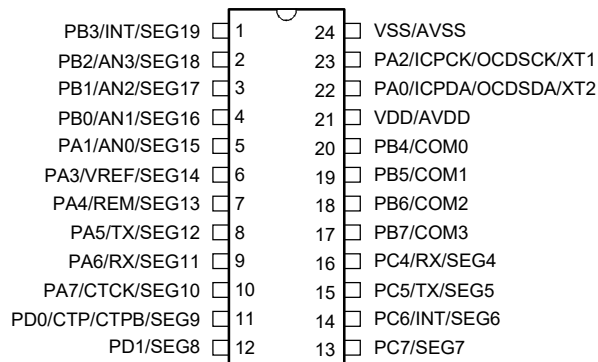 PB3/INT/SEG19 1 24 VSS/AVSS
PB2/AN3/SEG18 2 23 PA2/ICPCK/OCDSCK/XT1
PB1/AN2/SEG17 3 22 PA0/ICPDA/OCDSDA/XT2
PB0/AN1/SEG16 4 21 VDD/AVDD
PA1/AN0/SEG15 5 20 PB4/COM0
PA3/VREF/SEG14 6 19 PB5/COM1
PA4/REM/SEG13 7 18 PB6/COM2
PA5/TX/SEG12 8 17 PB7/COM3
PA6/RX/SEG11 9 16 PC4/RX/SEG4
PA7/CTCK/SEG10 10 15 PC5/TX/SEG5
PD0/CTP/CTPB/SEG9 11 14 PC6/INT/SEG6
PD1/SEG8 12 13 PC7/SEG7